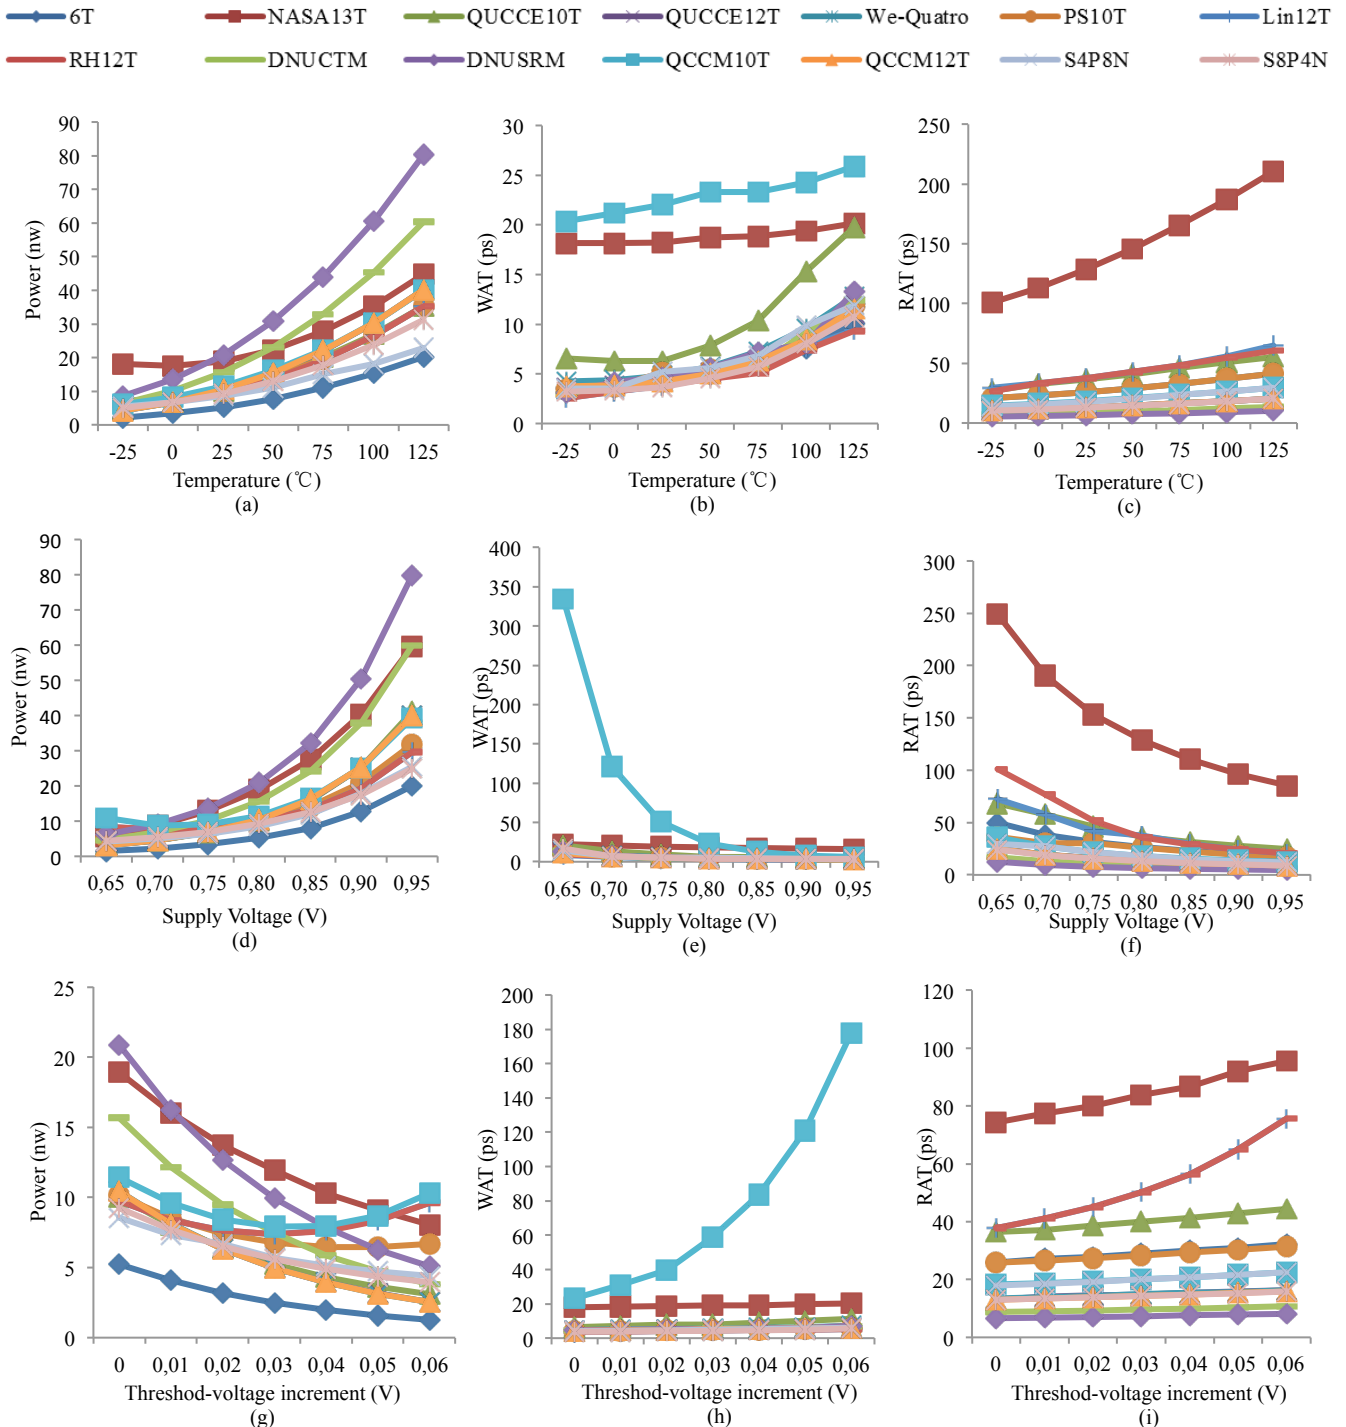 6T NASA13T QUCCE10T QUCCE12T We-Quatro PS10T Lin12T
RH12T DNUCTM DNUSRM QCCM10T QCCM12T S4P8N S8P4N
90
80
70
60
50
40
30
20
10
0
Power (nw)
-25 0 25 50 75 100 125
Temperature (℃)
(a)
30
25
20
15
10
5
0
WAT (ps)
-25 0 25 50 75 100 125
Temperature (℃)
(b)
250
200
150
100
50
0
RAT (ps)
-25 0 25 50 75 100 125
Temperature (℃)
(c)
90
80
70
60
50
40
30
20
10
0
Power (nw)
0,65 0,70 0,75 0,80 0,85 0,90 0,95
Supply Voltage (V)
(d)
400
350
300
250
200
150
100
50
0
WAT (ps)
0,65 0,70 0,75 0,80 0,85 0,90 0,95
Supply Voltage (V)
(e)
300
250
200
150
100
50
0
RAT (ps)
0,65 0,70 0,75 0,80 0,85 0,90 0,95
Supply Voltage (V)
(f)
25
20
15
10
5
0
Power (nw)
0 0,01 0,02 0,03 0,04 0,05 0,06
Threshod-voltage increment (V)
(g)
200
180
160
140
120
100
80
60
40
20
0
WAT (ps)
0 0,01 0,02 0,03 0,04 0,05 0,06
Threshod-voltage increment (V)
(h)
120
100
80
60
40
20
0
RAT (ps)
0 0,01 0,02 0,03 0,04 0,05 0,06
Threshod-voltage increment (V)
(i)